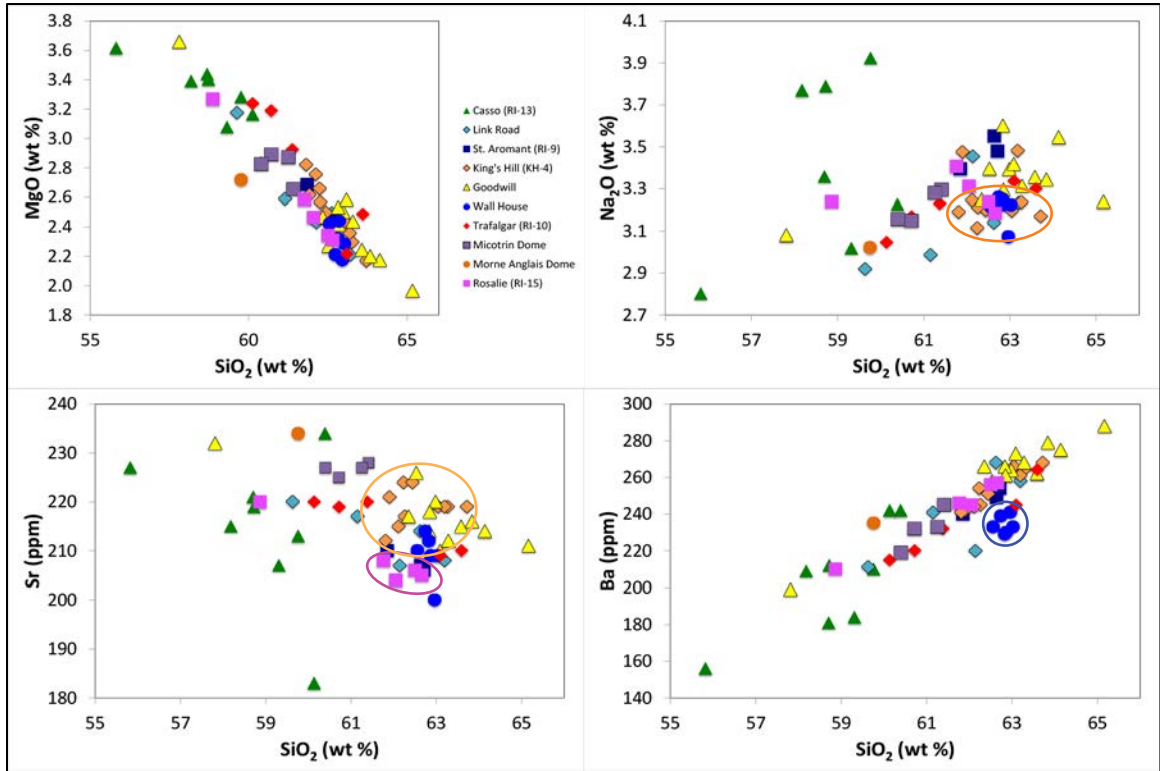 3.8
3.6
3.4
3.2
3.0
2.8
2.6
2.4
2.2
2.0
1.8
MgO (wt %)
55 60 65
SiO₂ (wt %)
Casso (RI-13)
Link Road
St. Aromant (RI-9)
King's Hill (KH-4)
Goodwill
Wall House
Trafalgar (RI-10)
Micotrin Dome
Morne Anglais Dome
Rosalie (RI-15)
4.1
3.9
3.7
3.5
3.3
3.1
2.9
2.7
Na₂O (wt %)
55 57 59 61 63 65
SiO₂ (wt %)
240
230
220
210
200
190
180
Sr (ppm)
55 57 59 61 63 65
SiO₂ (wt %)
300
280
260
240
220
200
180
160
140
Ba (ppm)
55 57 59 61 63 65
SiO₂ (wt %)